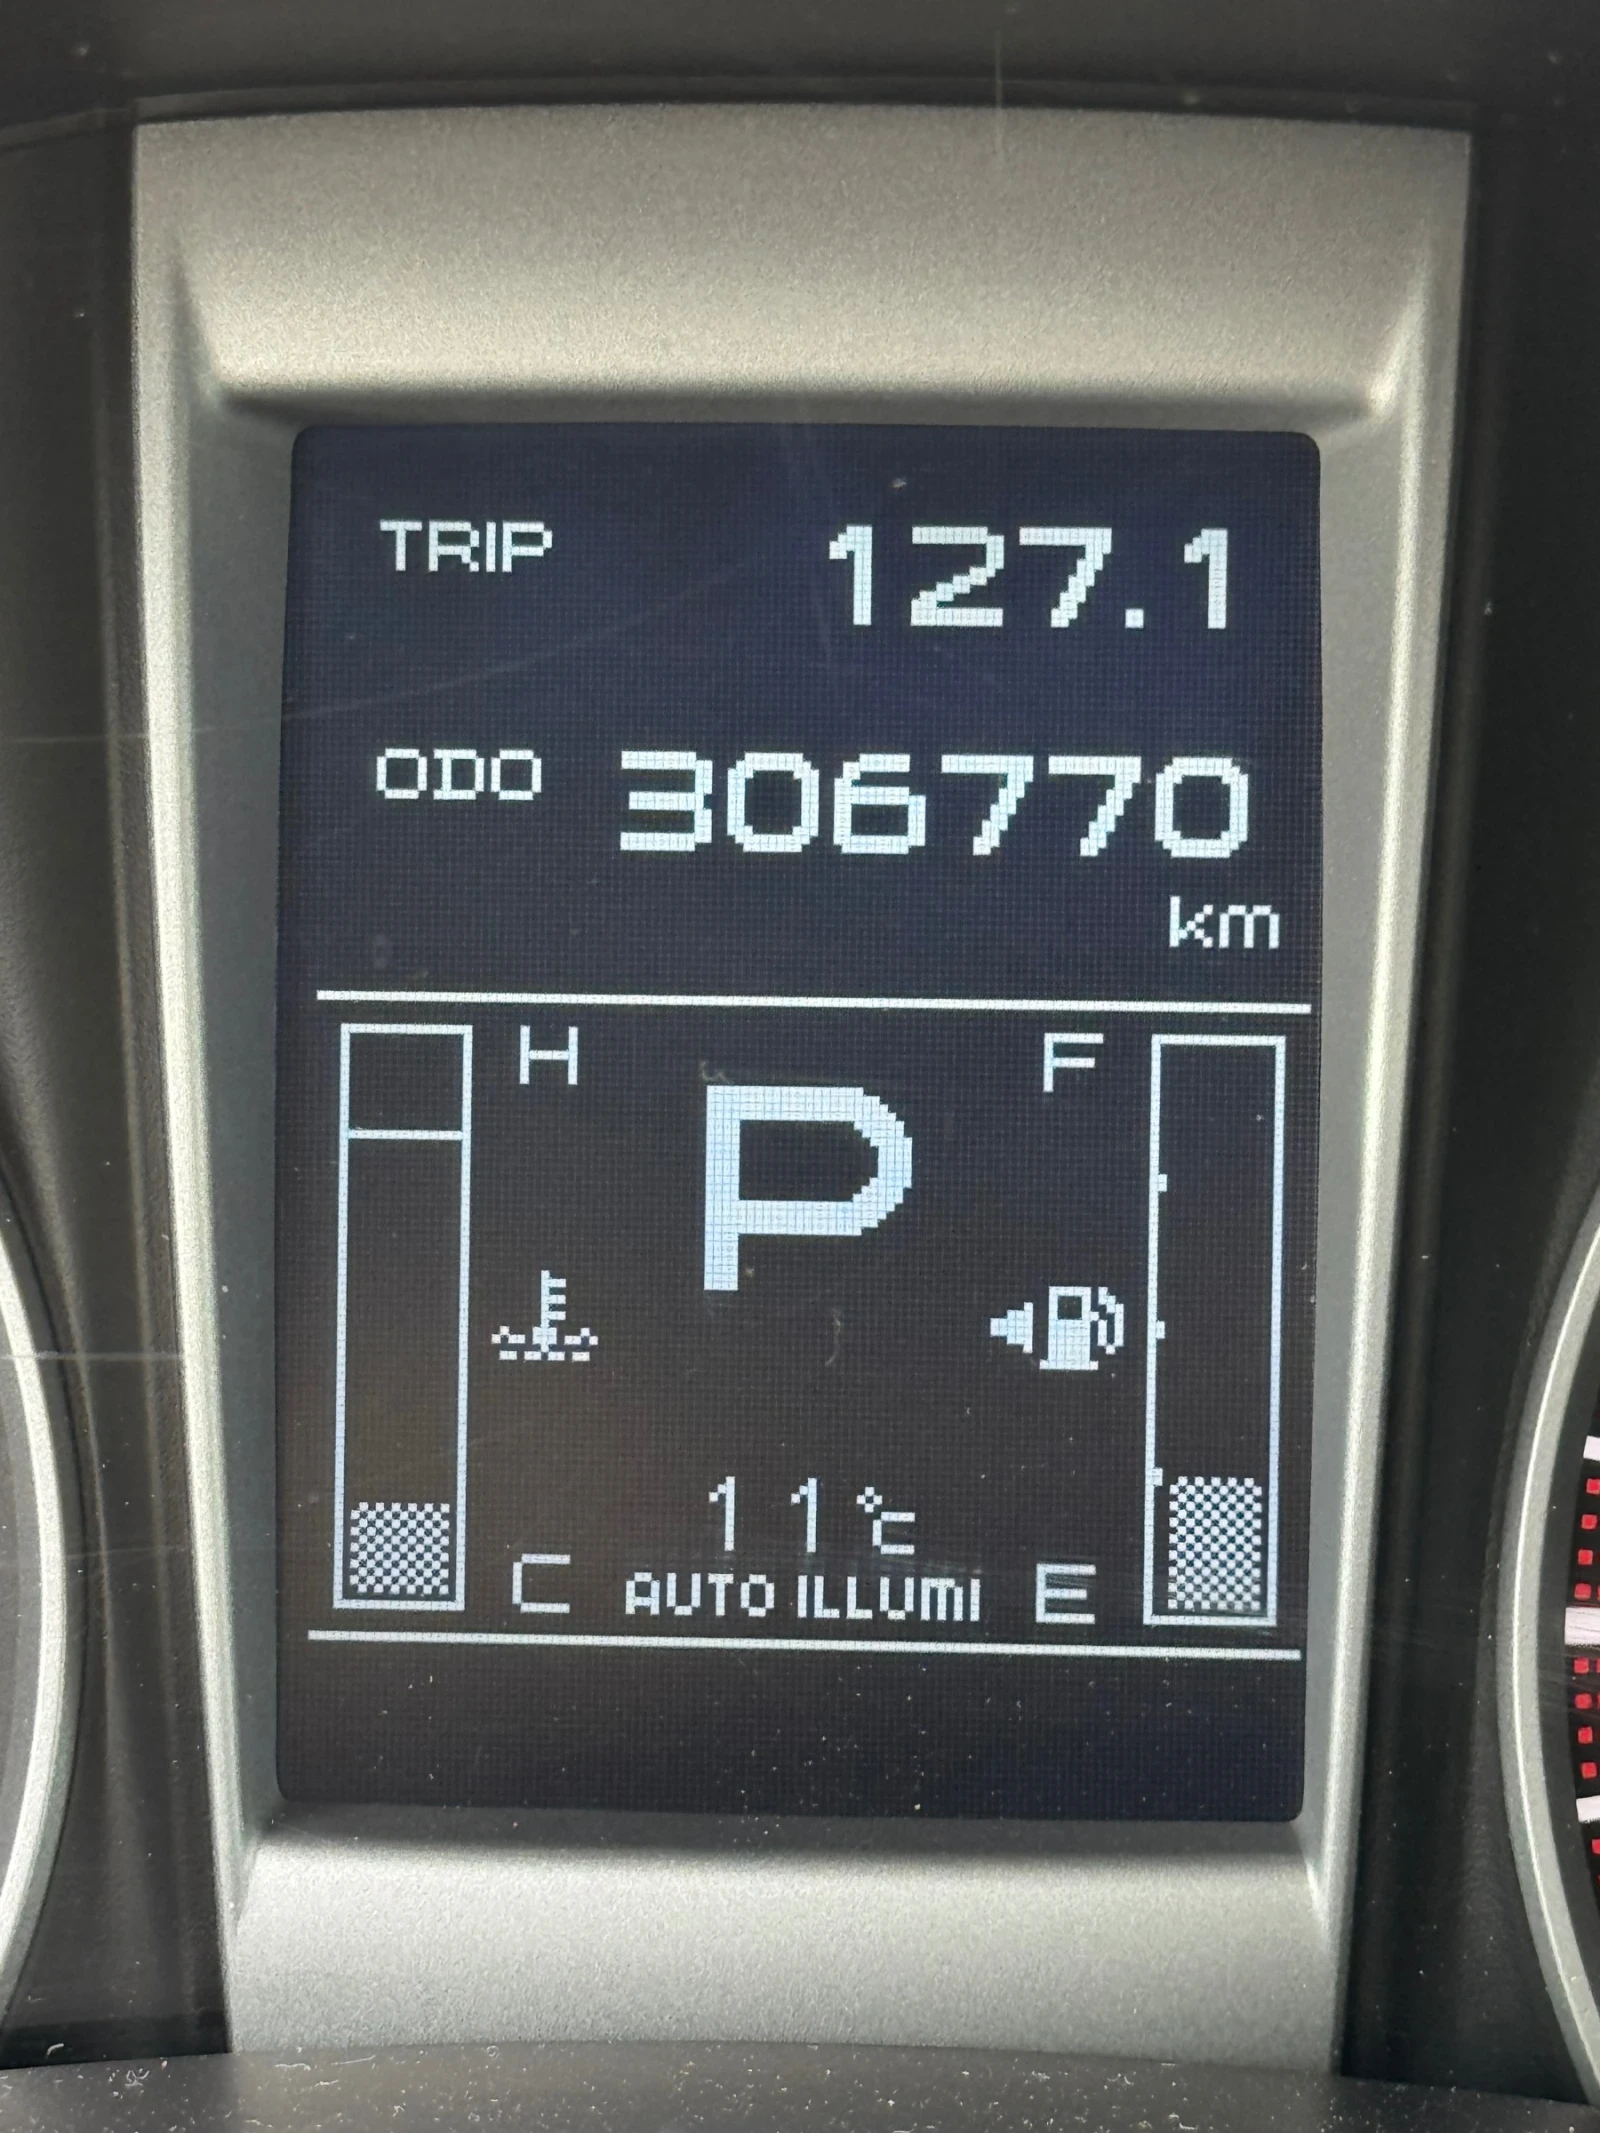 TRIP 127.1
ODO 306770
km
H F
P
11℃
C AUTO ILLUMI E